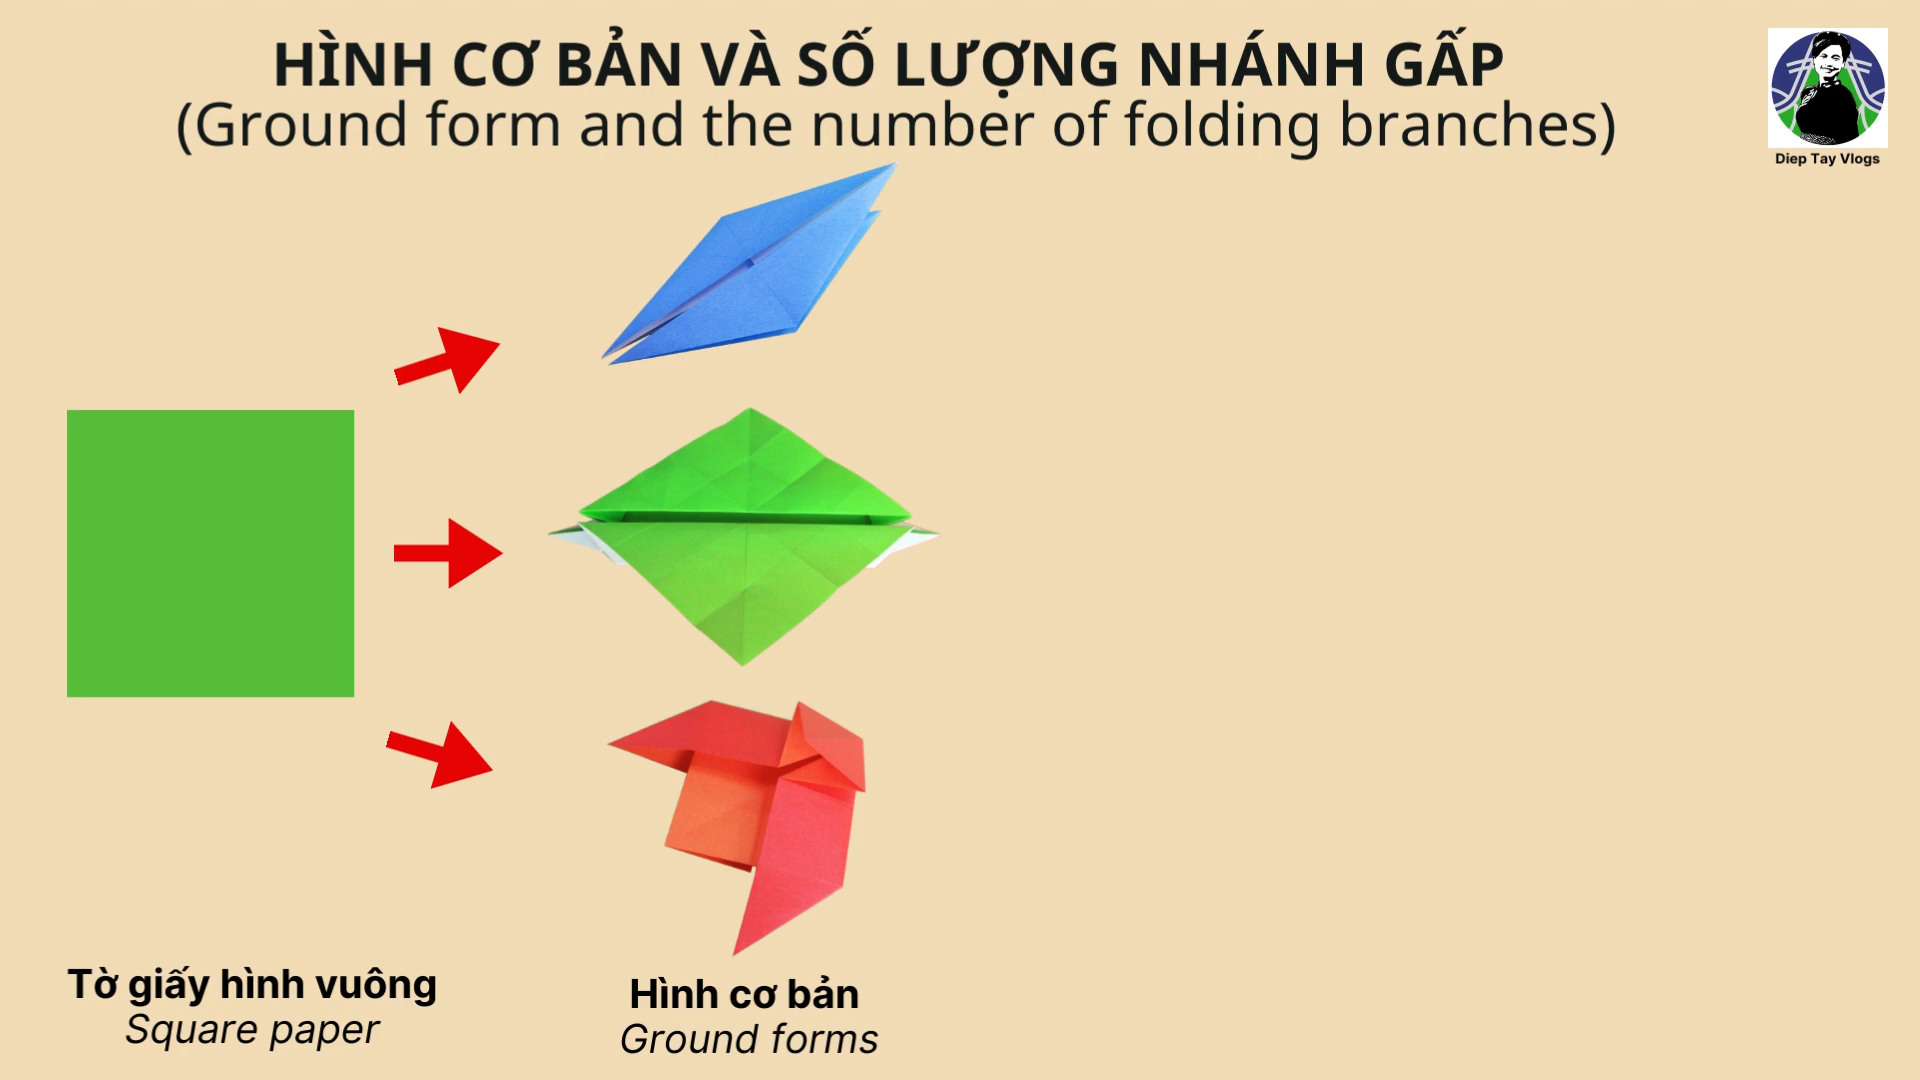 HÌNH CƠ BẢN VÀ SỐ LƯỢNG NHÁNH GẤP
(Ground form and the number of folding branches)
Diep Tay Vlogs
Tờ giấy hình vuông
Square paper
Hình cơ bản
Ground forms